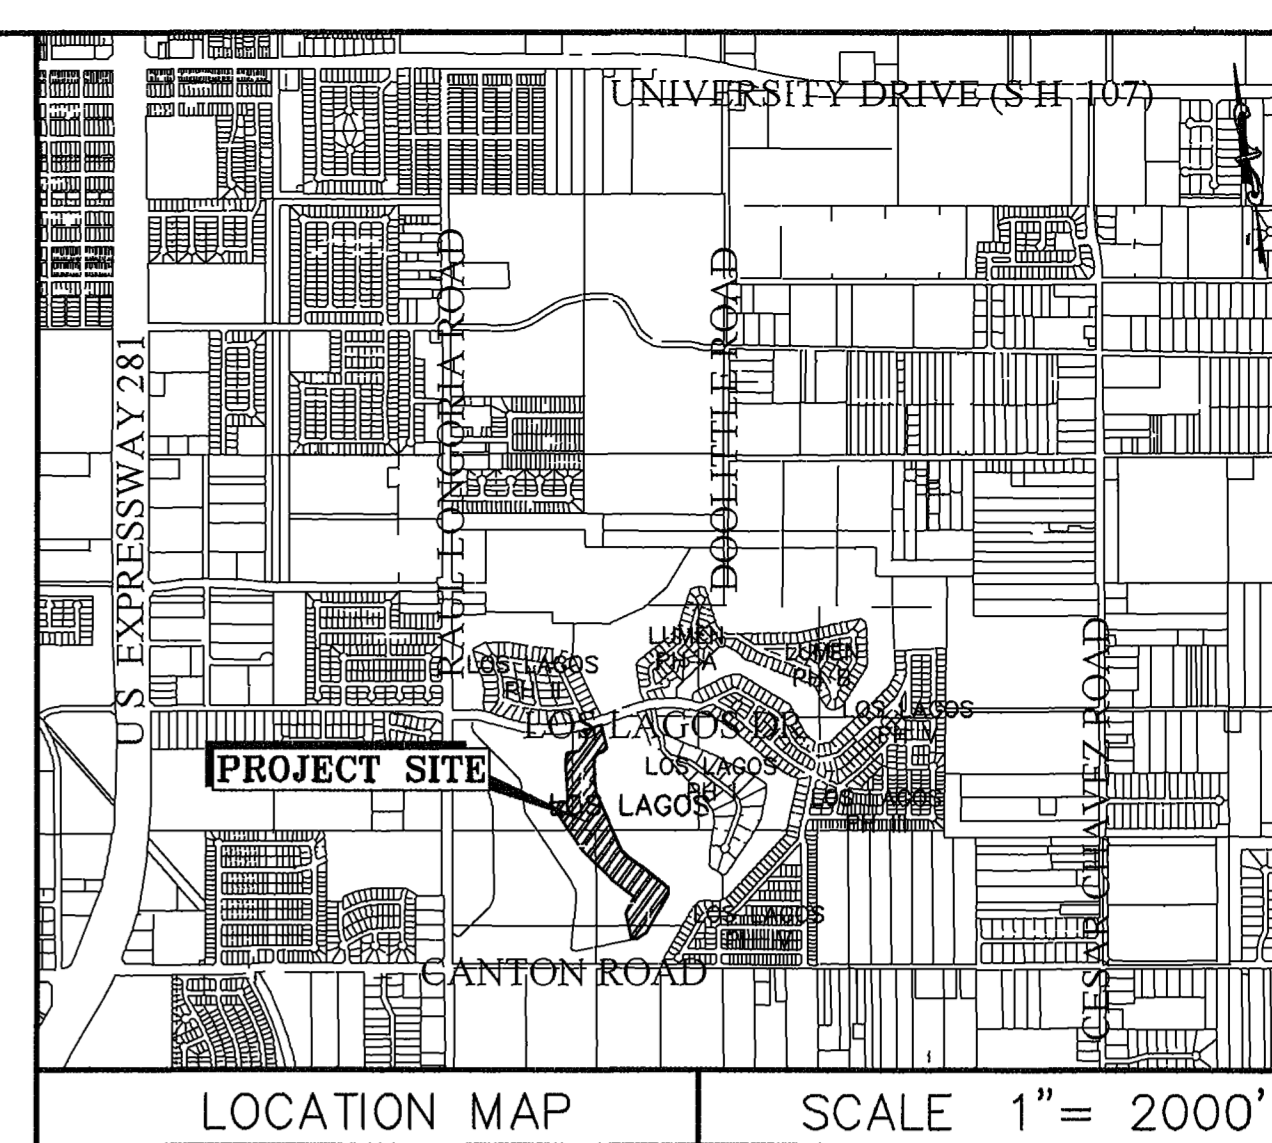 UNIVERSITY DRIVE (S H 107)
RAUL LONGORIA ROAD
DOOLITTLE ROAD
US EXPRESSWAY 281
CESAR CHAVEZ ROAD
LUMEN
PH A
LUMEN
PH B
LOS LAGOS
PH II
LOS LAGOS DR
LOS LAGOS
PH IV
PROJECT SITE
LOS LAGOS
PH I
LOS LAGOS
LOS LAGOS
PH III
LOS LAGOS
CANTON ROAD
LOCATION MAP
SCALE 1"= 2000'